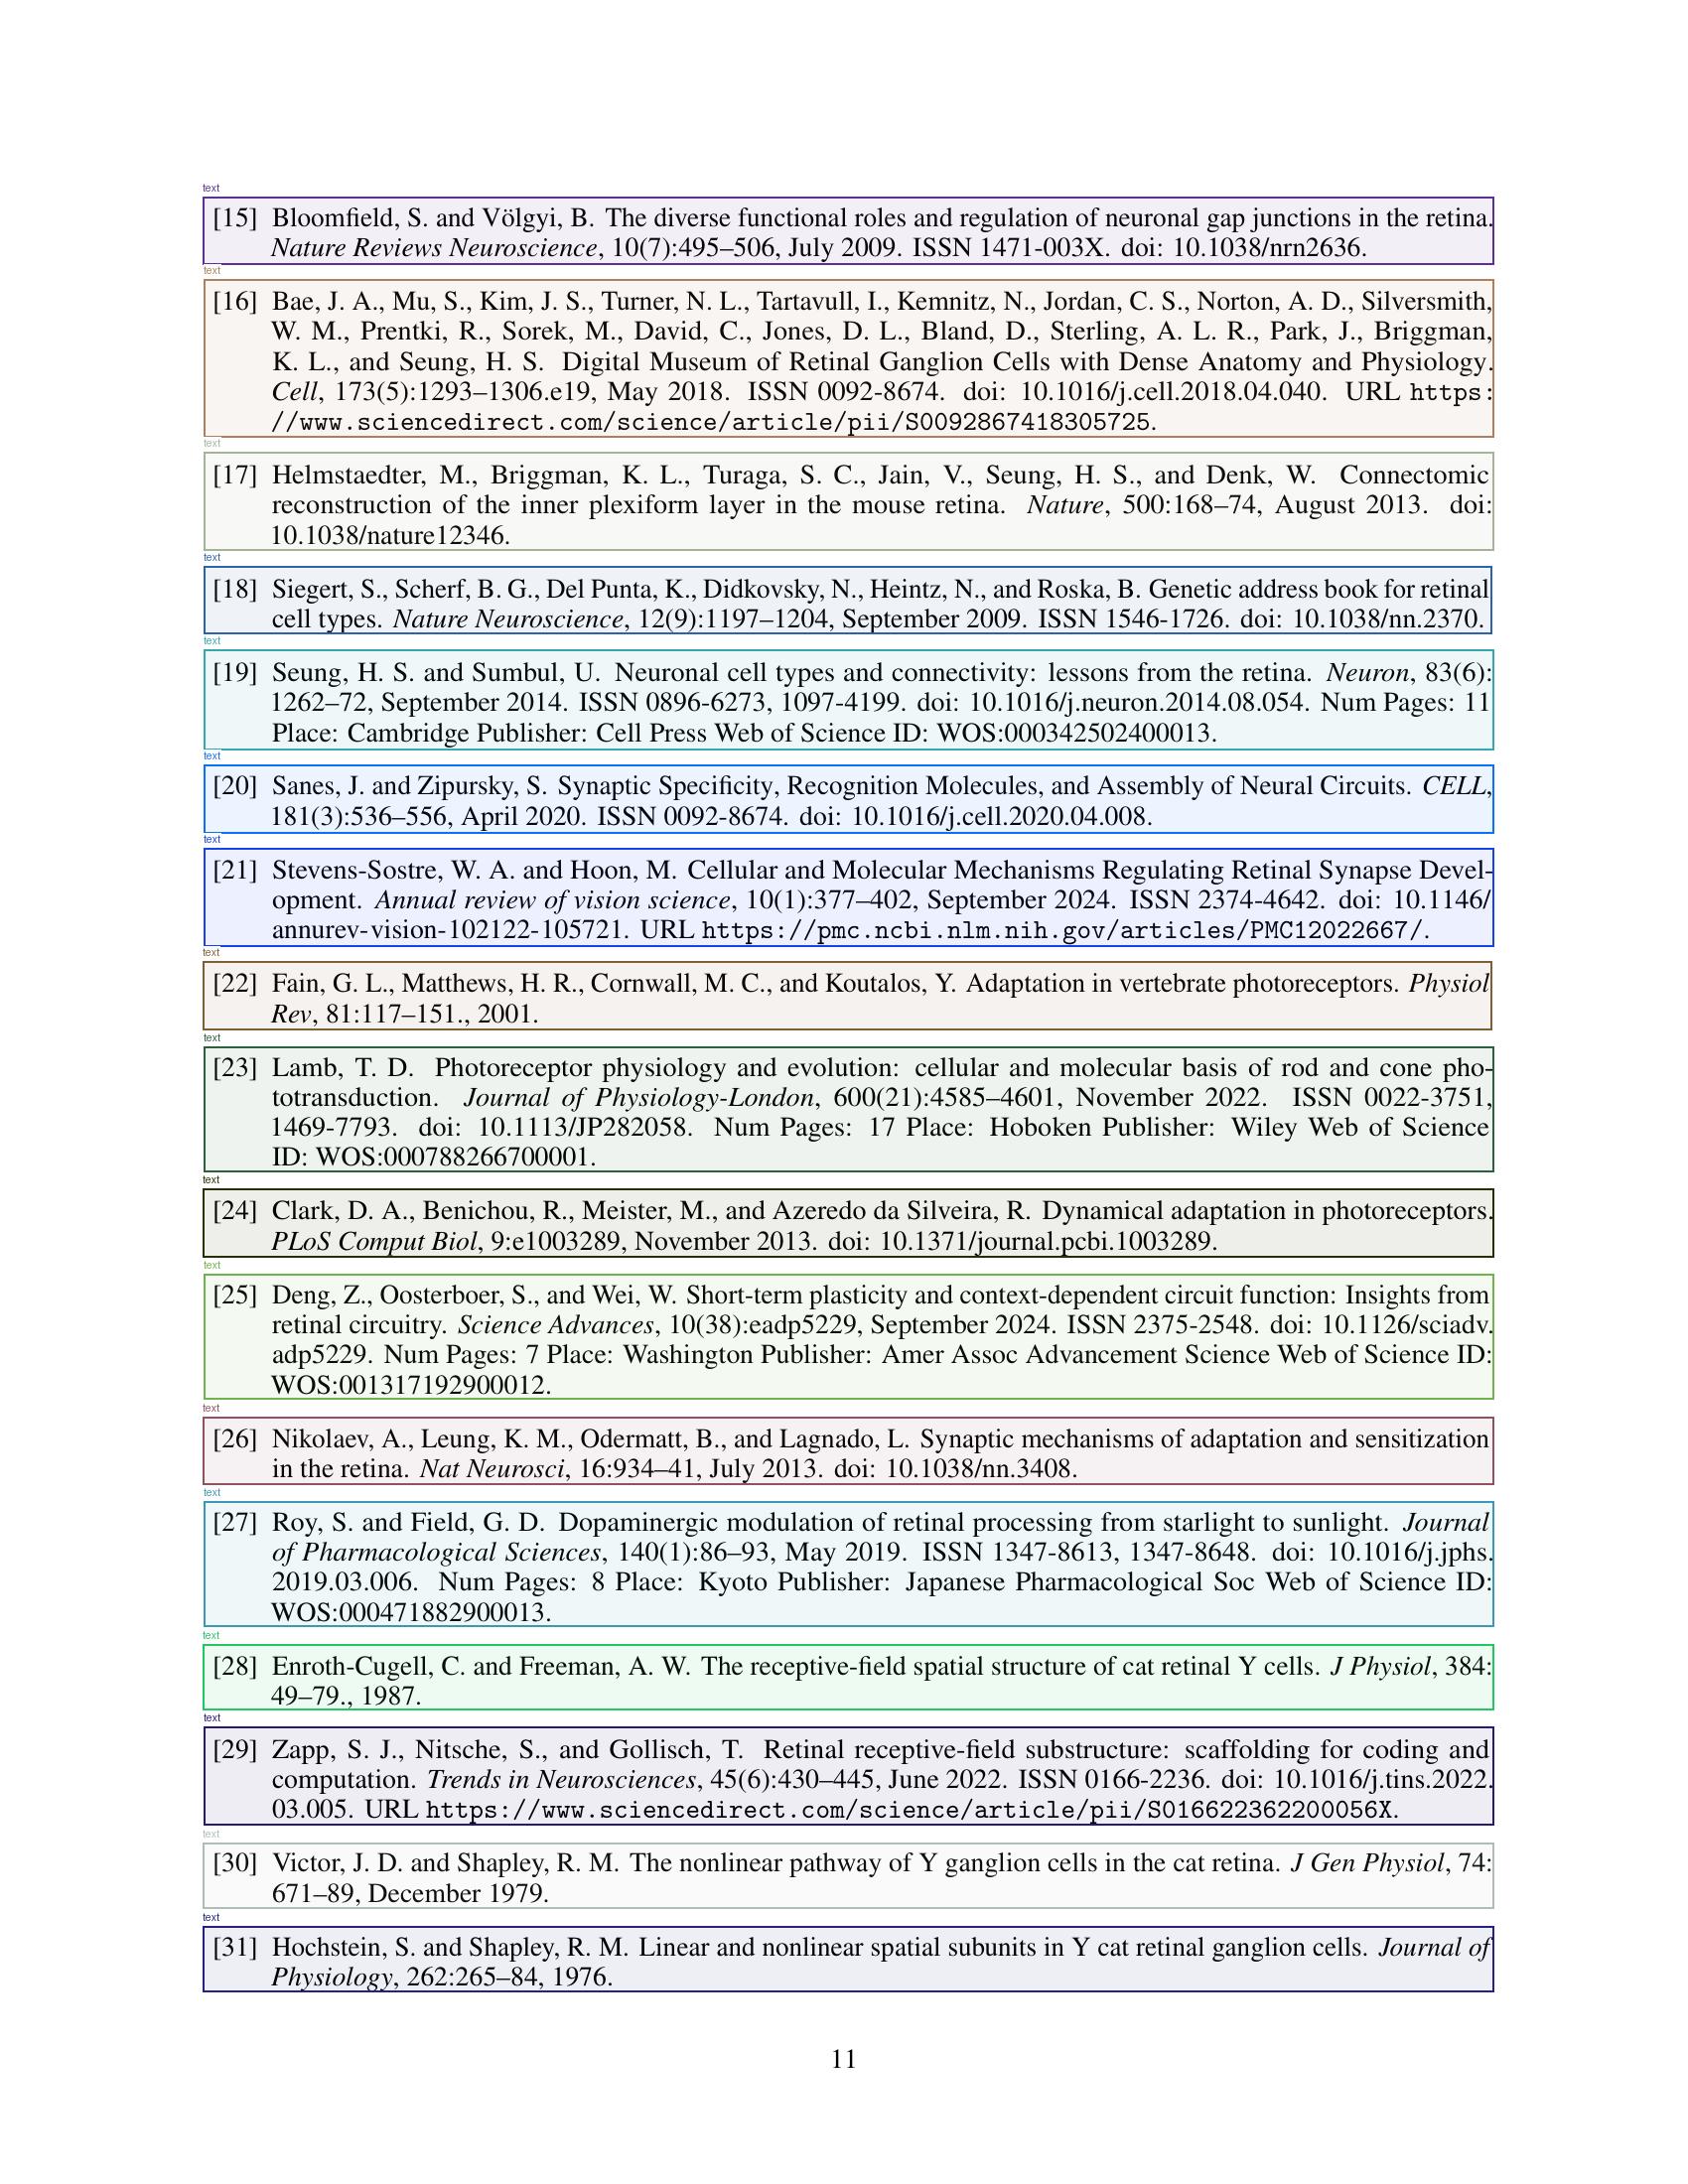 text
[15] Bloomfield, S. and Völgyi, B. The diverse functional roles and regulation of neuronal gap junctions in the retina.
Nature Reviews Neuroscience, 10(7):495–506, July 2009. ISSN 1471-003X. doi: 10.1038/nrn2636.
text
[16] Bae, J. A., Mu, S., Kim, J. S., Turner, N. L., Tartavull, I., Kemnitz, N., Jordan, C. S., Norton, A. D., Silversmith,
W. M., Prentki, R., Sorek, M., David, C., Jones, D. L., Bland, D., Sterling, A. L. R., Park, J., Briggman,
K. L., and Seung, H. S. Digital Museum of Retinal Ganglion Cells with Dense Anatomy and Physiology.
Cell, 173(5):1293–1306.e19, May 2018. ISSN 0092-8674. doi: 10.1016/j.cell.2018.04.040. URL https:
//www.sciencedirect.com/science/article/pii/S0092867418305725.
text
[17] Helmstaedter, M., Briggman, K. L., Turaga, S. C., Jain, V., Seung, H. S., and Denk, W. Connectomic
reconstruction of the inner plexiform layer in the mouse retina. Nature, 500:168–74, August 2013. doi:
10.1038/nature12346.
text
[18] Siegert, S., Scherf, B. G., Del Punta, K., Didkovsky, N., Heintz, N., and Roska, B. Genetic address book for retinal
cell types. Nature Neuroscience, 12(9):1197–1204, September 2009. ISSN 1546-1726. doi: 10.1038/nn.2370.
text
[19] Seung, H. S. and Sumbul, U. Neuronal cell types and connectivity: lessons from the retina. Neuron, 83(6):
1262–72, September 2014. ISSN 0896-6273, 1097-4199. doi: 10.1016/j.neuron.2014.08.054. Num Pages: 11
Place: Cambridge Publisher: Cell Press Web of Science ID: WOS:000342502400013.
text
[20] Sanes, J. and Zipursky, S. Synaptic Specificity, Recognition Molecules, and Assembly of Neural Circuits. CELL,
181(3):536–556, April 2020. ISSN 0092-8674. doi: 10.1016/j.cell.2020.04.008.
text
[21] Stevens-Sostre, W. A. and Hoon, M. Cellular and Molecular Mechanisms Regulating Retinal Synapse Devel-
opment. Annual review of vision science, 10(1):377–402, September 2024. ISSN 2374-4642. doi: 10.1146/
annurev-vision-102122-105721. URL https://pmc.ncbi.nlm.nih.gov/articles/PMC12022667/.
text
[22] Fain, G. L., Matthews, H. R., Cornwall, M. C., and Koutalos, Y. Adaptation in vertebrate photoreceptors. Physiol
Rev, 81:117–151., 2001.
text
[23] Lamb, T. D. Photoreceptor physiology and evolution: cellular and molecular basis of rod and cone pho-
totransduction. Journal of Physiology-London, 600(21):4585–4601, November 2022. ISSN 0022-3751,
1469-7793. doi: 10.1113/JP282058. Num Pages: 17 Place: Hoboken Publisher: Wiley Web of Science
ID: WOS:000788266700001.
text
[24] Clark, D. A., Benichou, R., Meister, M., and Azeredo da Silveira, R. Dynamical adaptation in photoreceptors.
PLoS Comput Biol, 9:e1003289, November 2013. doi: 10.1371/journal.pcbi.1003289.
text
[25] Deng, Z., Oosterboer, S., and Wei, W. Short-term plasticity and context-dependent circuit function: Insights from
retinal circuitry. Science Advances, 10(38):eadp5229, September 2024. ISSN 2375-2548. doi: 10.1126/sciadv.
adp5229. Num Pages: 7 Place: Washington Publisher: Amer Assoc Advancement Science Web of Science ID:
WOS:001317192900012.
text
[26] Nikolaev, A., Leung, K. M., Odermatt, B., and Lagnado, L. Synaptic mechanisms of adaptation and sensitization
in the retina. Nat Neurosci, 16:934–41, July 2013. doi: 10.1038/nn.3408.
text
[27] Roy, S. and Field, G. D. Dopaminergic modulation of retinal processing from starlight to sunlight. Journal
of Pharmacological Sciences, 140(1):86–93, May 2019. ISSN 1347-8613, 1347-8648. doi: 10.1016/j.jphs.
2019.03.006. Num Pages: 8 Place: Kyoto Publisher: Japanese Pharmacological Soc Web of Science ID:
WOS:000471882900013.
text
[28] Enroth-Cugell, C. and Freeman, A. W. The receptive-field spatial structure of cat retinal Y cells. J Physiol, 384:
49–79., 1987.
text
[29] Zapp, S. J., Nitsche, S., and Gollisch, T. Retinal receptive-field substructure: scaffolding for coding and
computation. Trends in Neurosciences, 45(6):430–445, June 2022. ISSN 0166-2236. doi: 10.1016/j.tins.2022.
03.005. URL https://www.sciencedirect.com/science/article/pii/S016622362200056X.
text
[30] Victor, J. D. and Shapley, R. M. The nonlinear pathway of Y ganglion cells in the cat retina. J Gen Physiol, 74:
671–89, December 1979.
text
[31] Hochstein, S. and Shapley, R. M. Linear and nonlinear spatial subunits in Y cat retinal ganglion cells. Journal of
Physiology, 262:265–84, 1976.
11